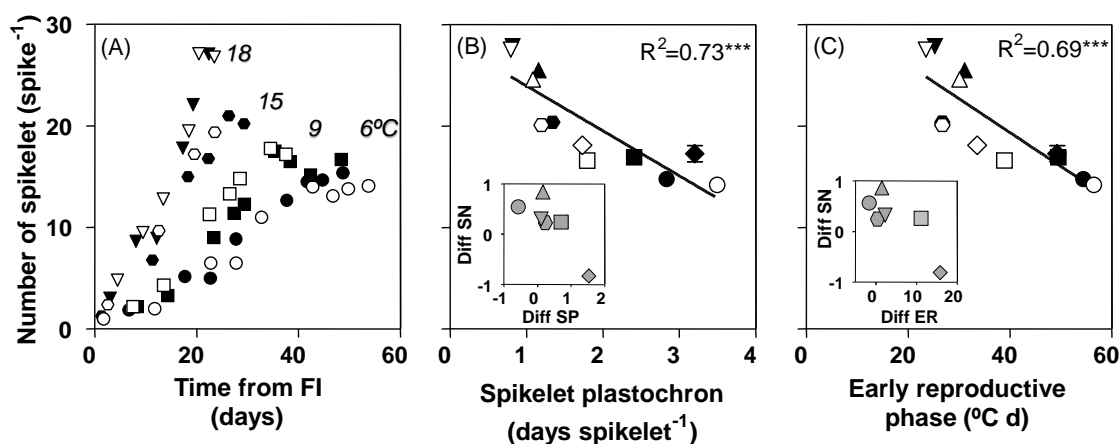 (A)
18
15
9
6ºC
30
20
10
0
Number of spikelet (spike⁻¹)
0 20 40 60
Time from FI
(days)
(B)
R²=0.73***
1
0
-1
Diff SN
-1 0 1 2
Diff SP
0 1 2 3 4
Spikelet plastochron
(days spikelet⁻¹)
(C)
R²=0.69***
1
0
-1
Diff SN
0 10 20
Diff ER
0 20 40 60
Early reproductive
phase (ºC d)